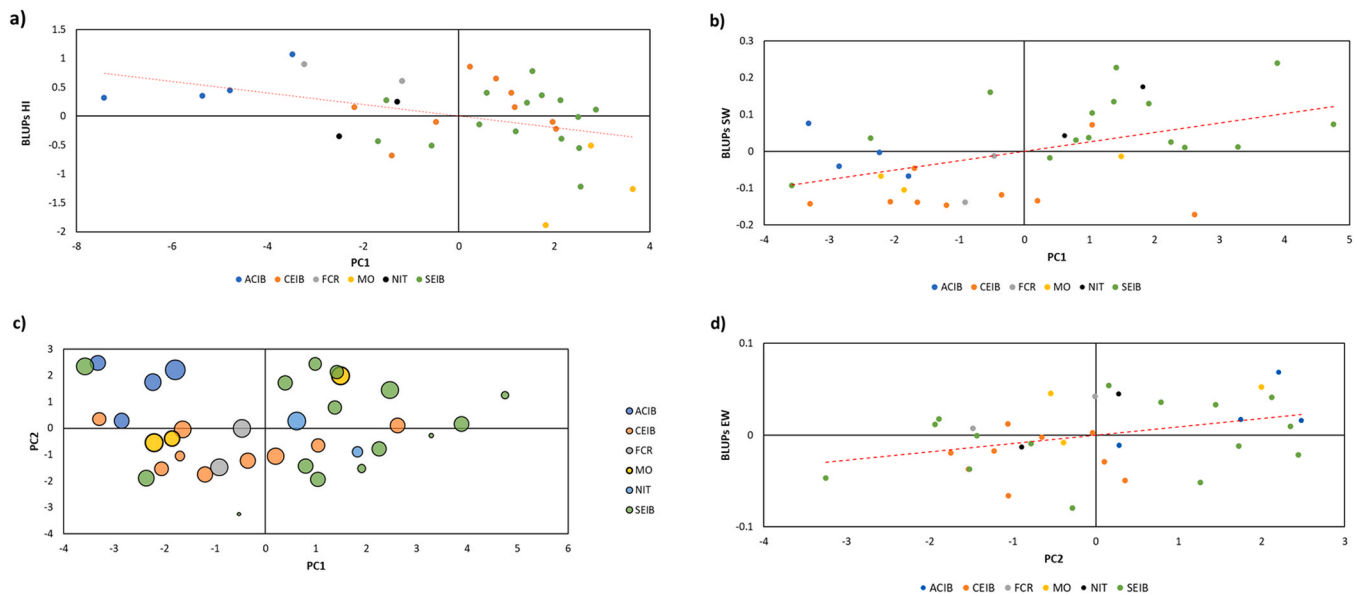 a)
1.5
1
0.5
0
0.5
1
1.5
2
BLUPs HI
-8
-6
-4
-2
0
2
4
PC1
ACIB CEIB FCR MO NIT SEIB
b)
0.3
0.2
0.1
0
-0.1
-0.2
BLUPs SW
-4
-3
-2
-1
0
1
2
3
4
5
PC1
ACIB CEIB FCR MO NIT SEIB
c)
3
2
1
0
-1
-2
-3
-4
PC2
-4
-3
-2
-1
0
1
2
3
4
5
6
PC1
ACIB
CEIB
FCR
MO
NIT
SEIB
d)
0.1
0
-0.1
BLUPs EW
-4
-3
-2
-1
0
1
2
3
PC2
ACIB CEIB FCR MO NIT SEIB